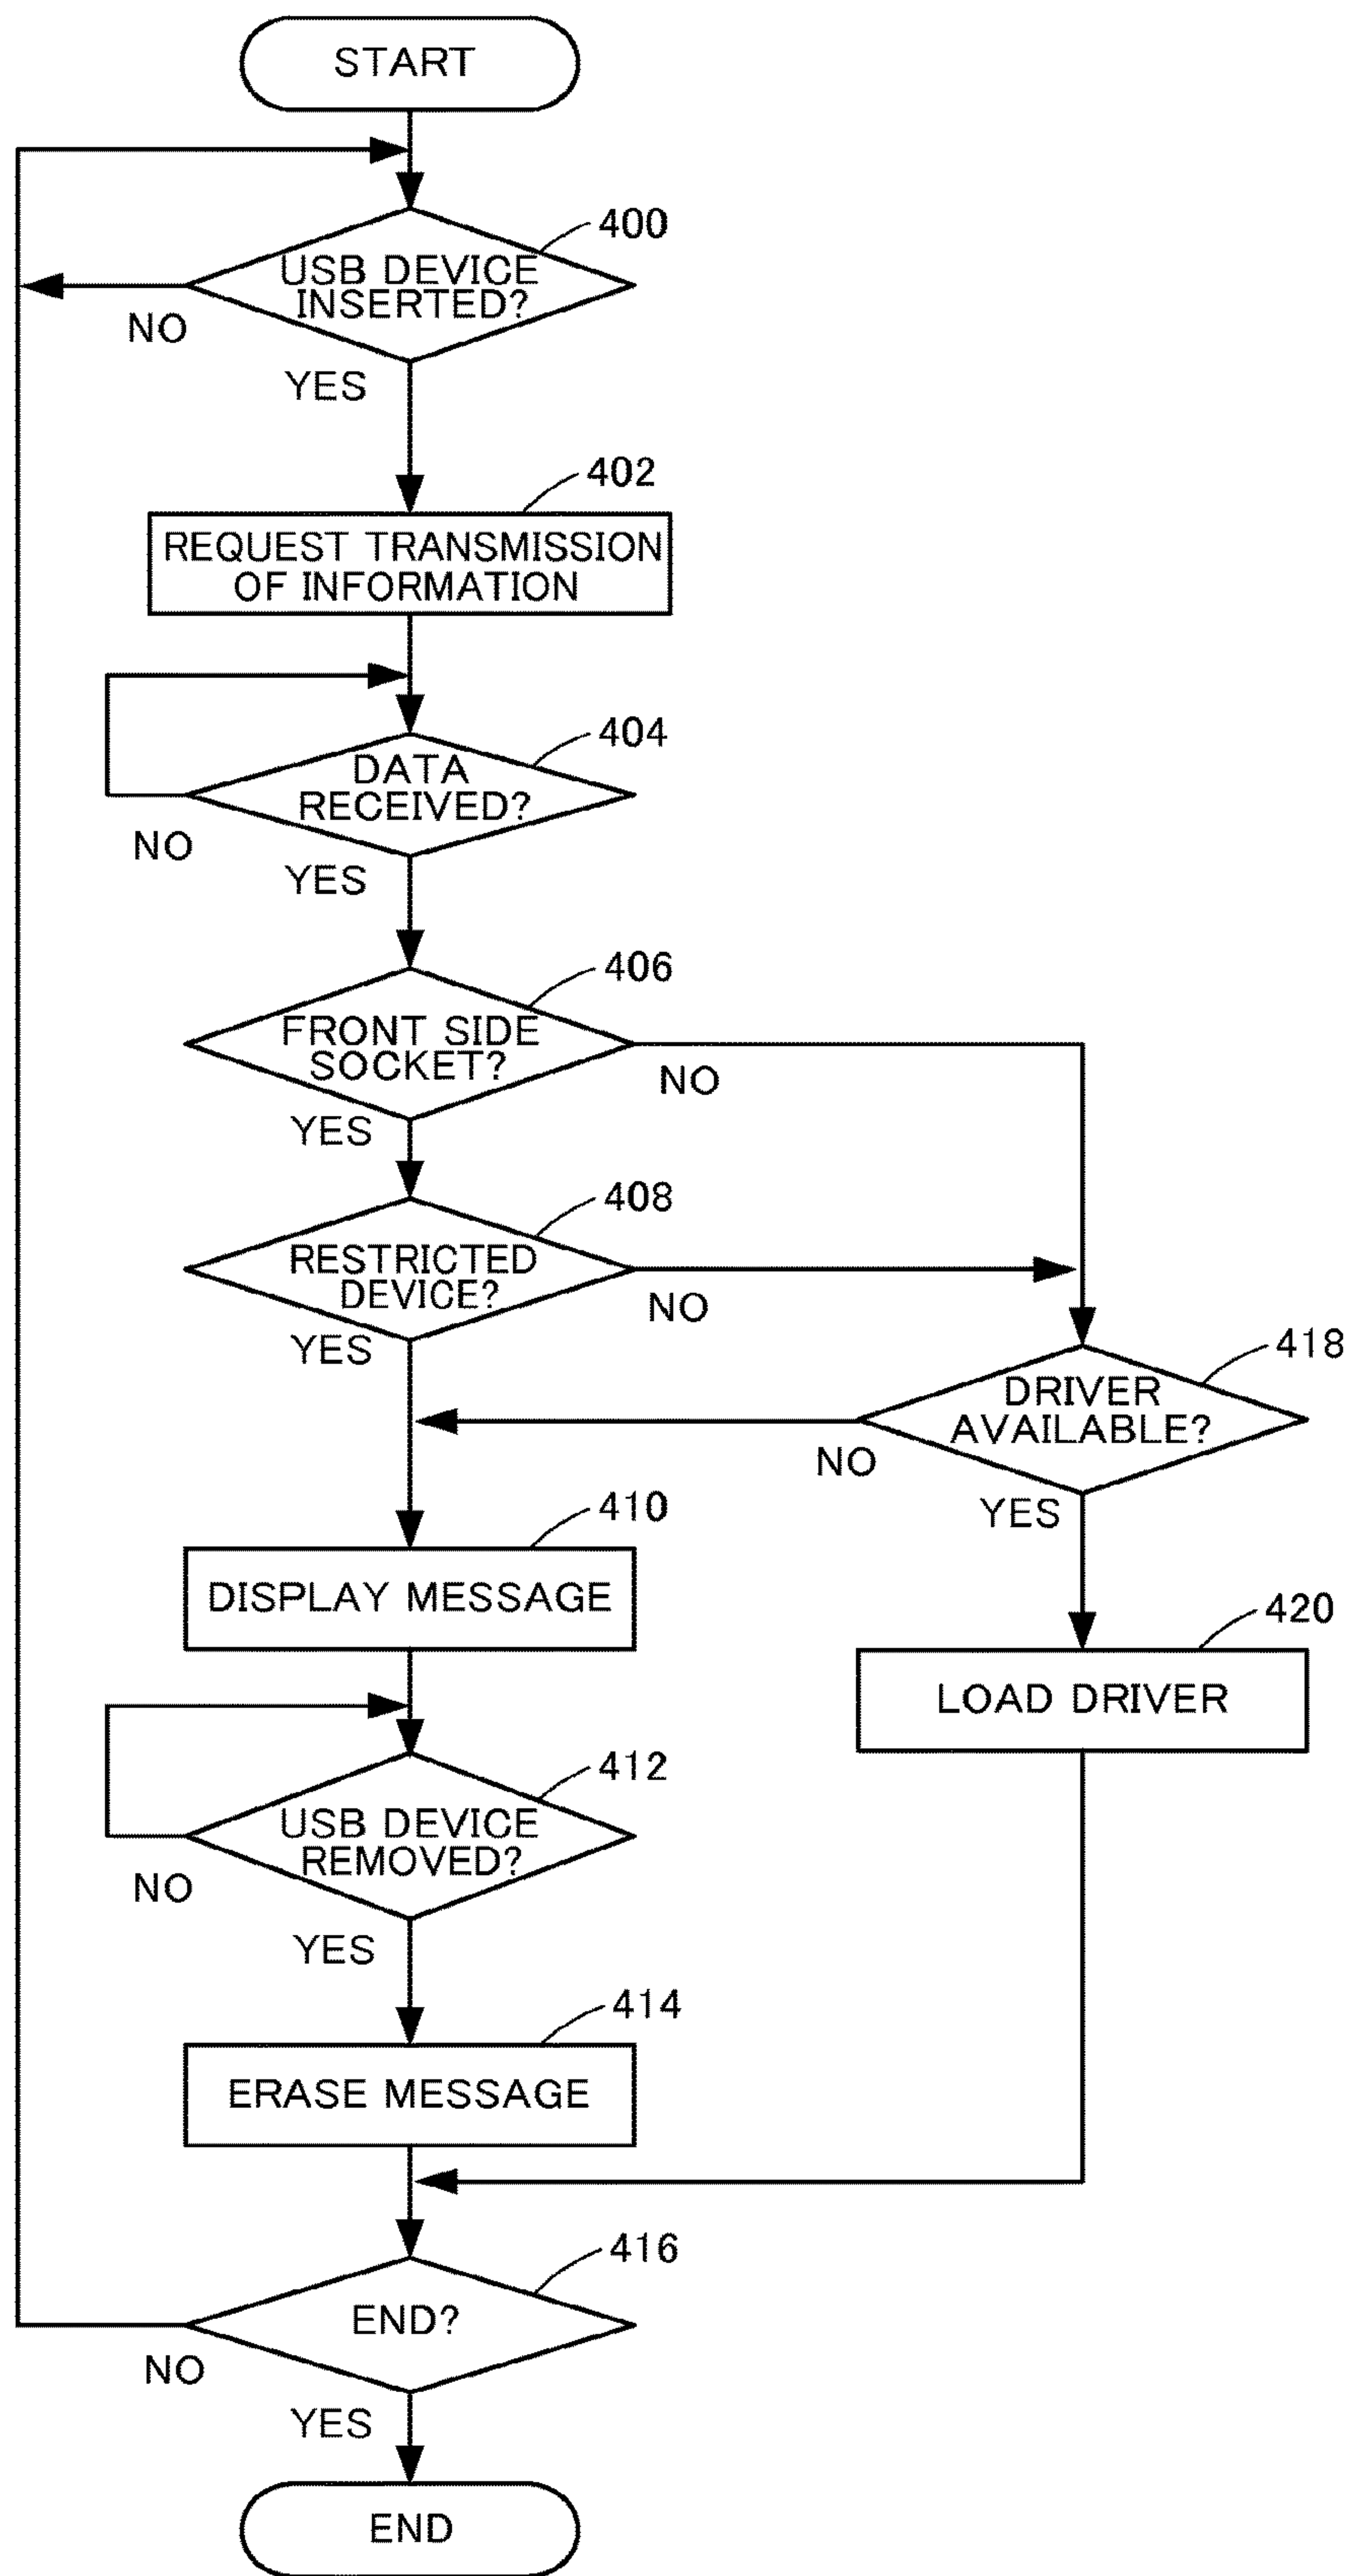 START
400
USB DEVICE
INSERTED?
NO
YES
402
REQUEST TRANSMISSION
OF INFORMATION
404
DATA
RECEIVED?
NO
YES
406
FRONT SIDE
SOCKET?
NO
YES
408
RESTRICTED
DEVICE?
NO
YES
418
DRIVER
AVAILABLE?
NO
YES
410
DISPLAY MESSAGE
420
LOAD DRIVER
412
USB DEVICE
REMOVED?
NO
YES
414
ERASE MESSAGE
416
END?
NO
YES
END